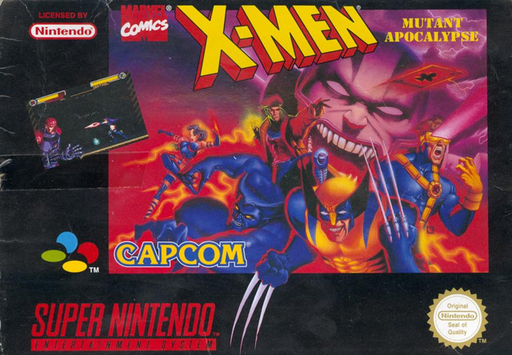 LICENSED BY
Nintendo
MARVEL
COMICS
X-MEN
MUTANT
APOCALYPSE
CAPCOM
TM
SUPER NINTENDO
ENTERTAINMENT SYSTEM
Original
Nintendo
Seal of
Quality
TM